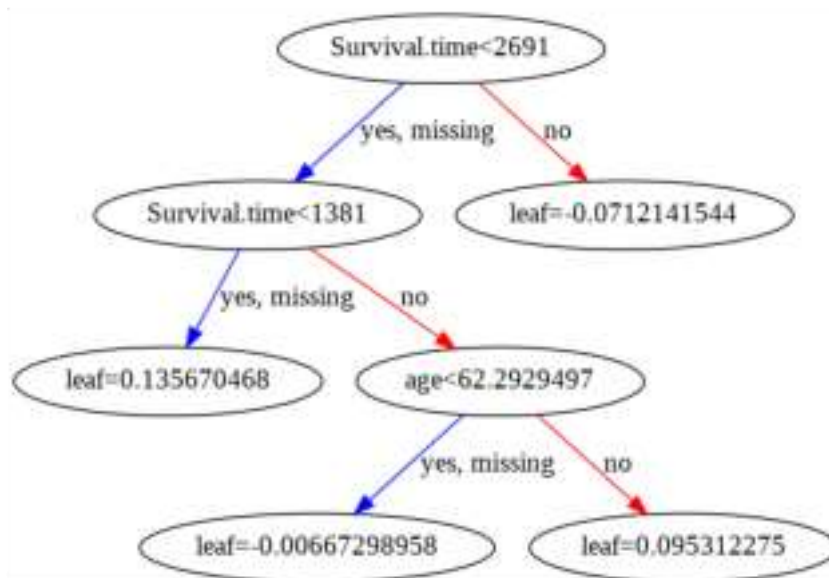 Survival.time<2691
yes, missing
no
Survival.time<1381
leaf=-0.0712141544
yes, missing
no
leaf=0.135670468
age<62.2929497
yes, missing
no
leaf=-0.00667298958
leaf=0.095312275